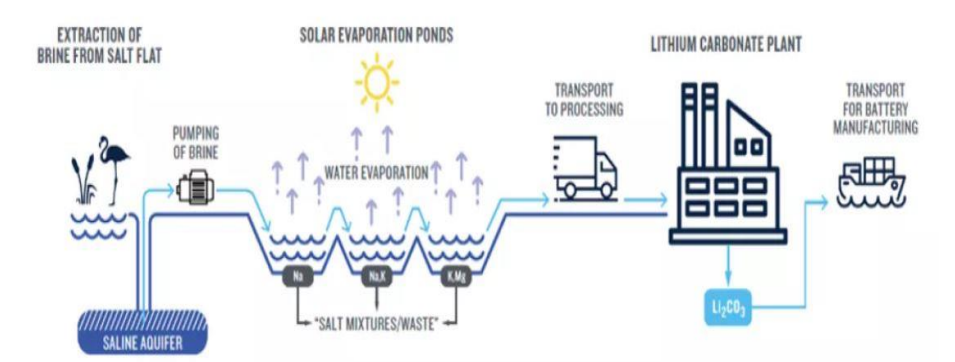 EXTRACTION OF
BRINE FROM SALT FLAT
PUMPING
OF BRINE
SOLAR EVAPORATION PONDS
WATER EVAPORATION
Na
Na,K
K,Mg
"SALT MIXTURES/WASTE"
SALINE AQUIFER
TRANSPORT
TO PROCESSING
LITHIUM CARBONATE PLANT
Li₂CO₃
TRANSPORT
FOR BATTERY
MANUFACTURING